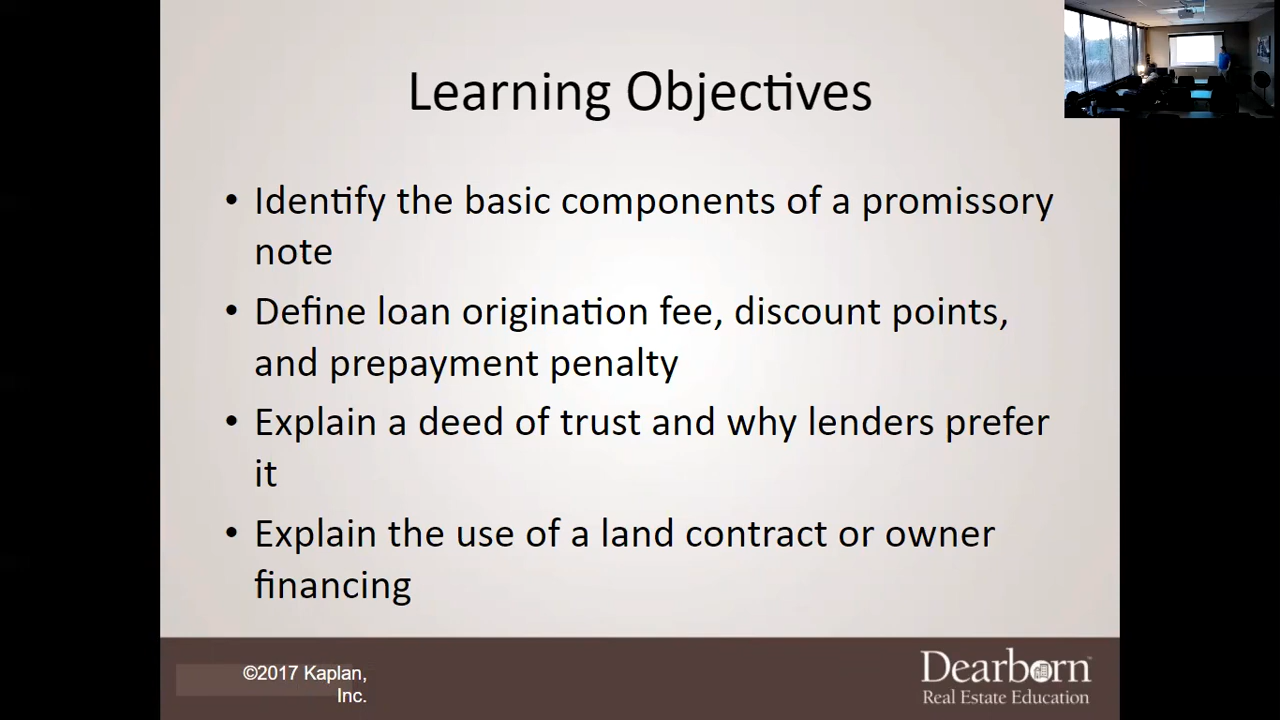 Learning Objectives
• Identify the basic components of a promissory
note
• Define loan origination fee, discount points,
and prepayment penalty
• Explain a deed of trust and why lenders prefer
it
• Explain the use of a land contract or owner
financing
©2017 Kaplan,
Inc.
Dearborn™
Real Estate Education